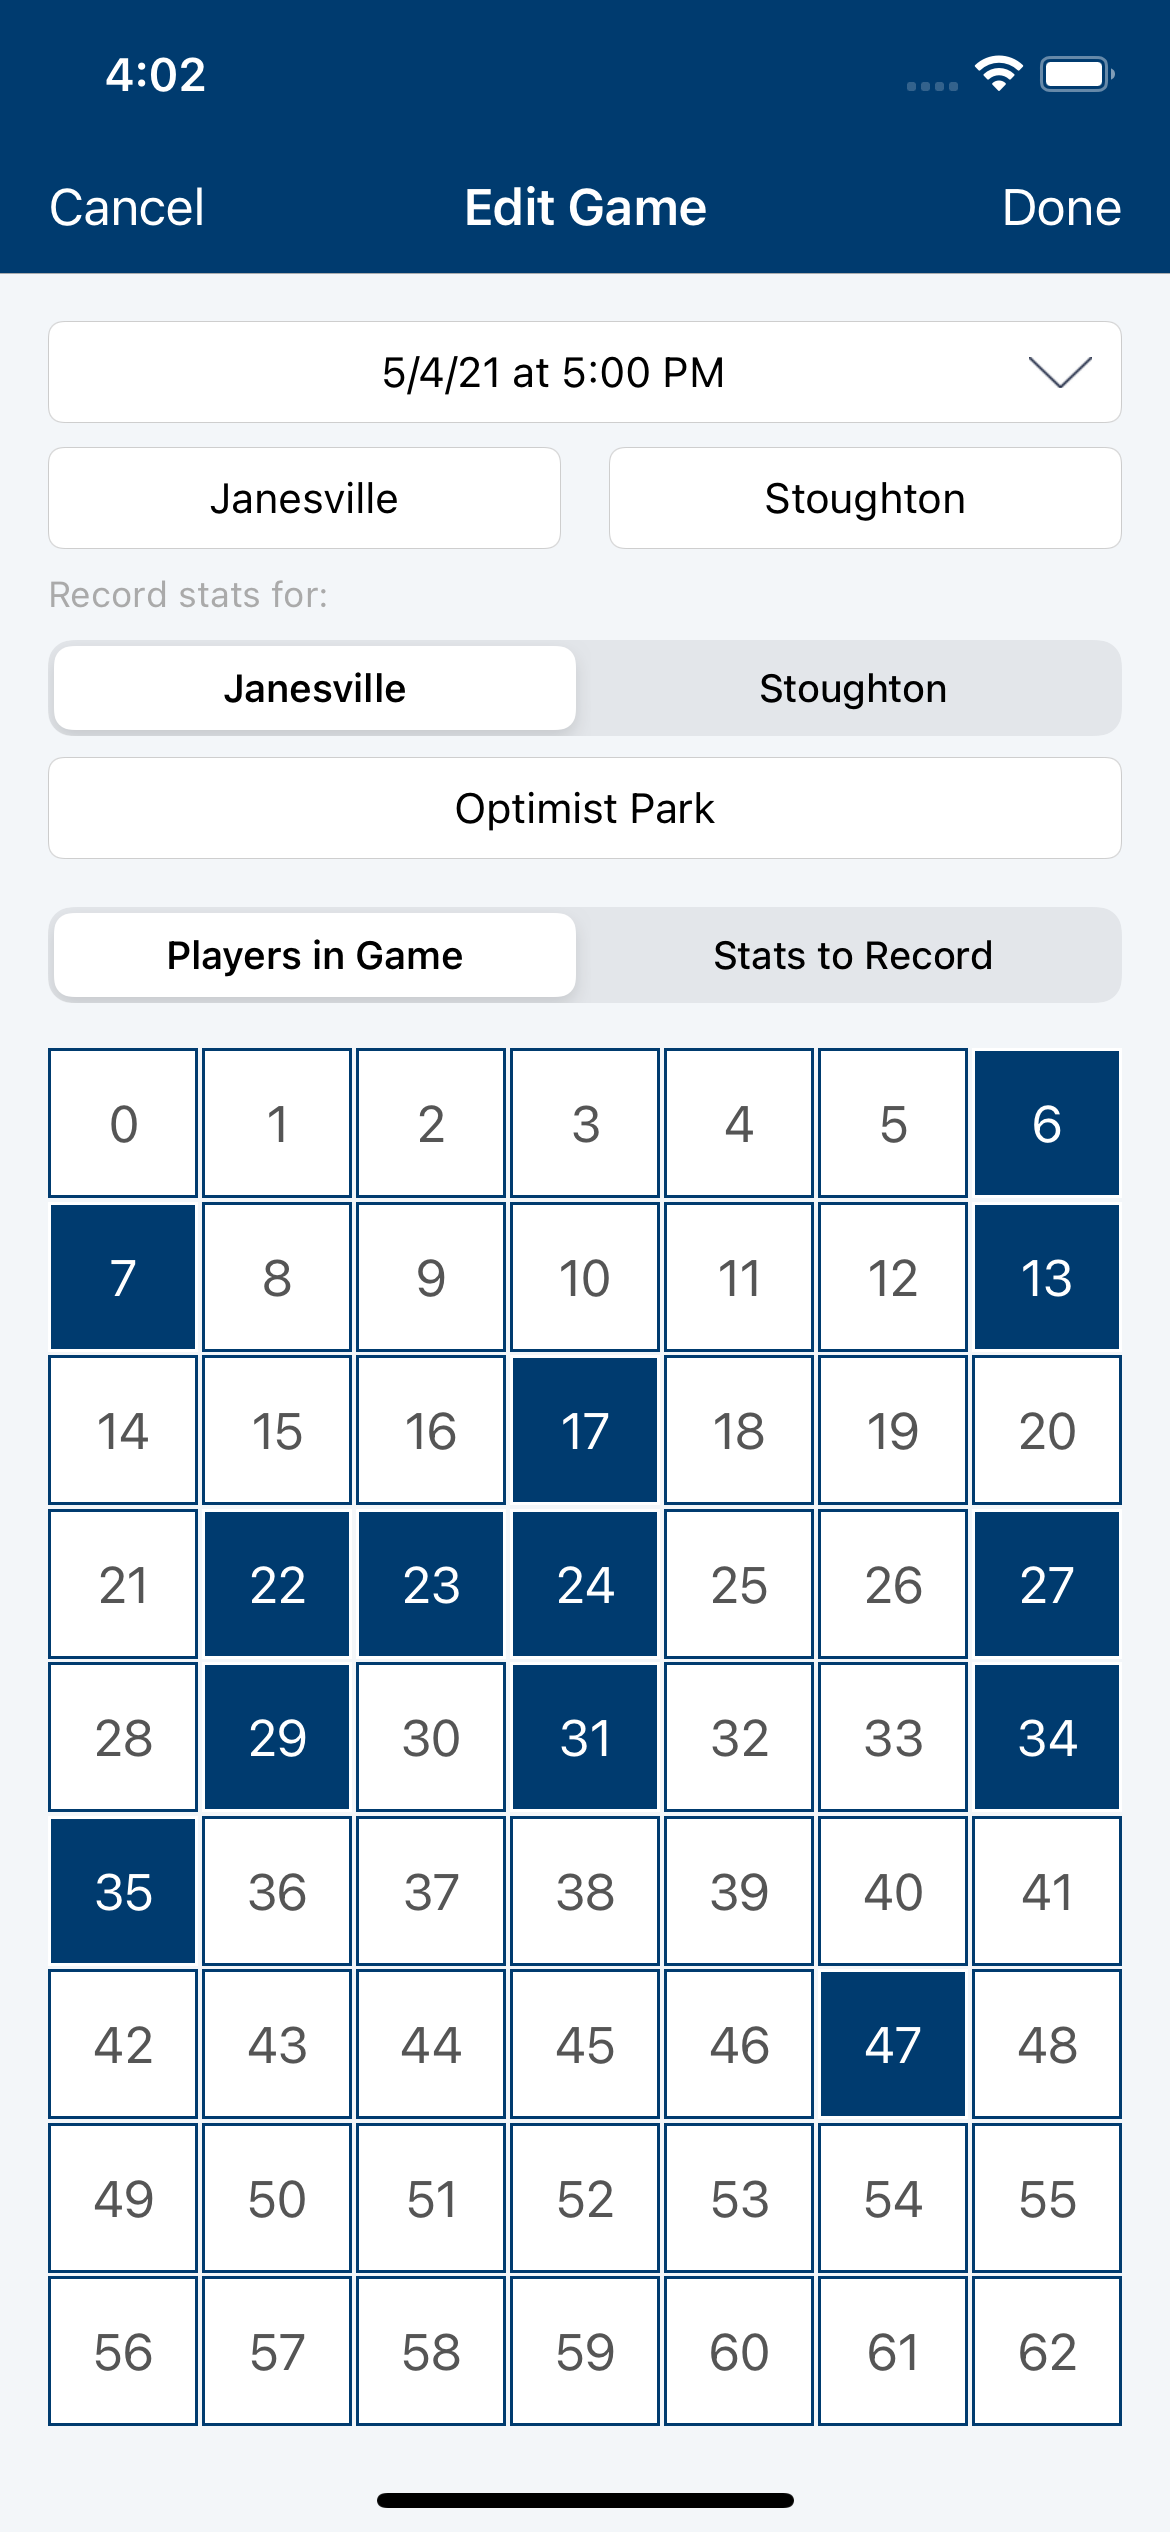 4:02
Cancel Edit Game Done
5/4/21 at 5:00 PM
Janesville Stoughton
Record stats for:
Janesville Stoughton
Optimist Park
Players in Game Stats to Record
0 1 2 3 4 5 6
7 8 9 10 11 12 13
14 15 16 17 18 19 20
21 22 23 24 25 26 27
28 29 30 31 32 33 34
35 36 37 38 39 40 41
42 43 44 45 46 47 48
49 50 51 52 53 54 55
56 57 58 59 60 61 62